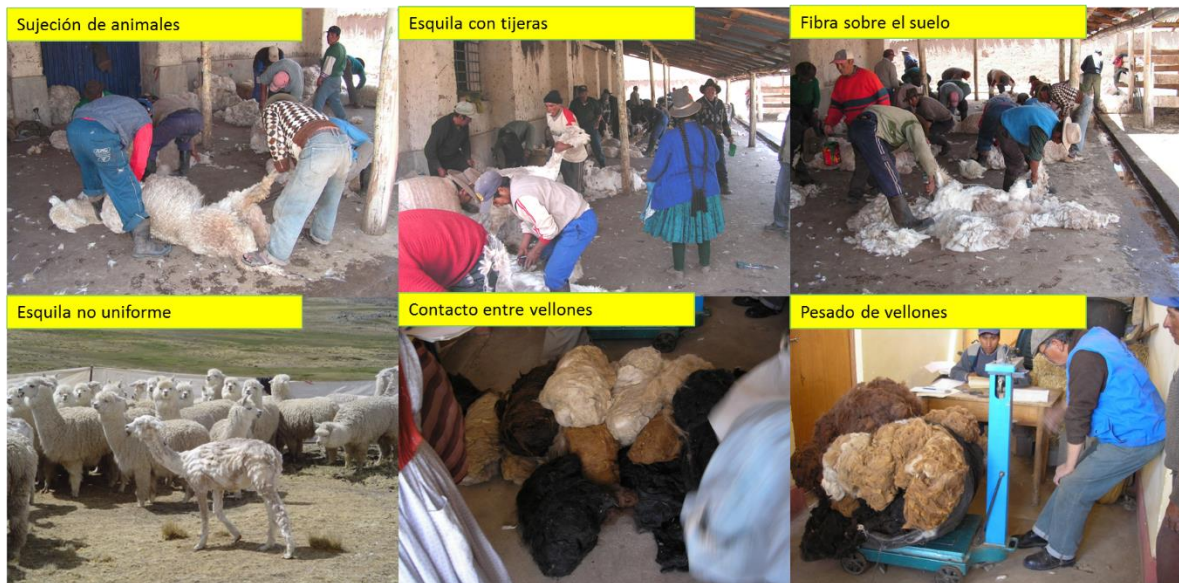 Sujeción de animales
Esquila con tijeras
Fibra sobre el suelo
Esquila no uniforme
Contacto entre vellones
Pesado de vellones